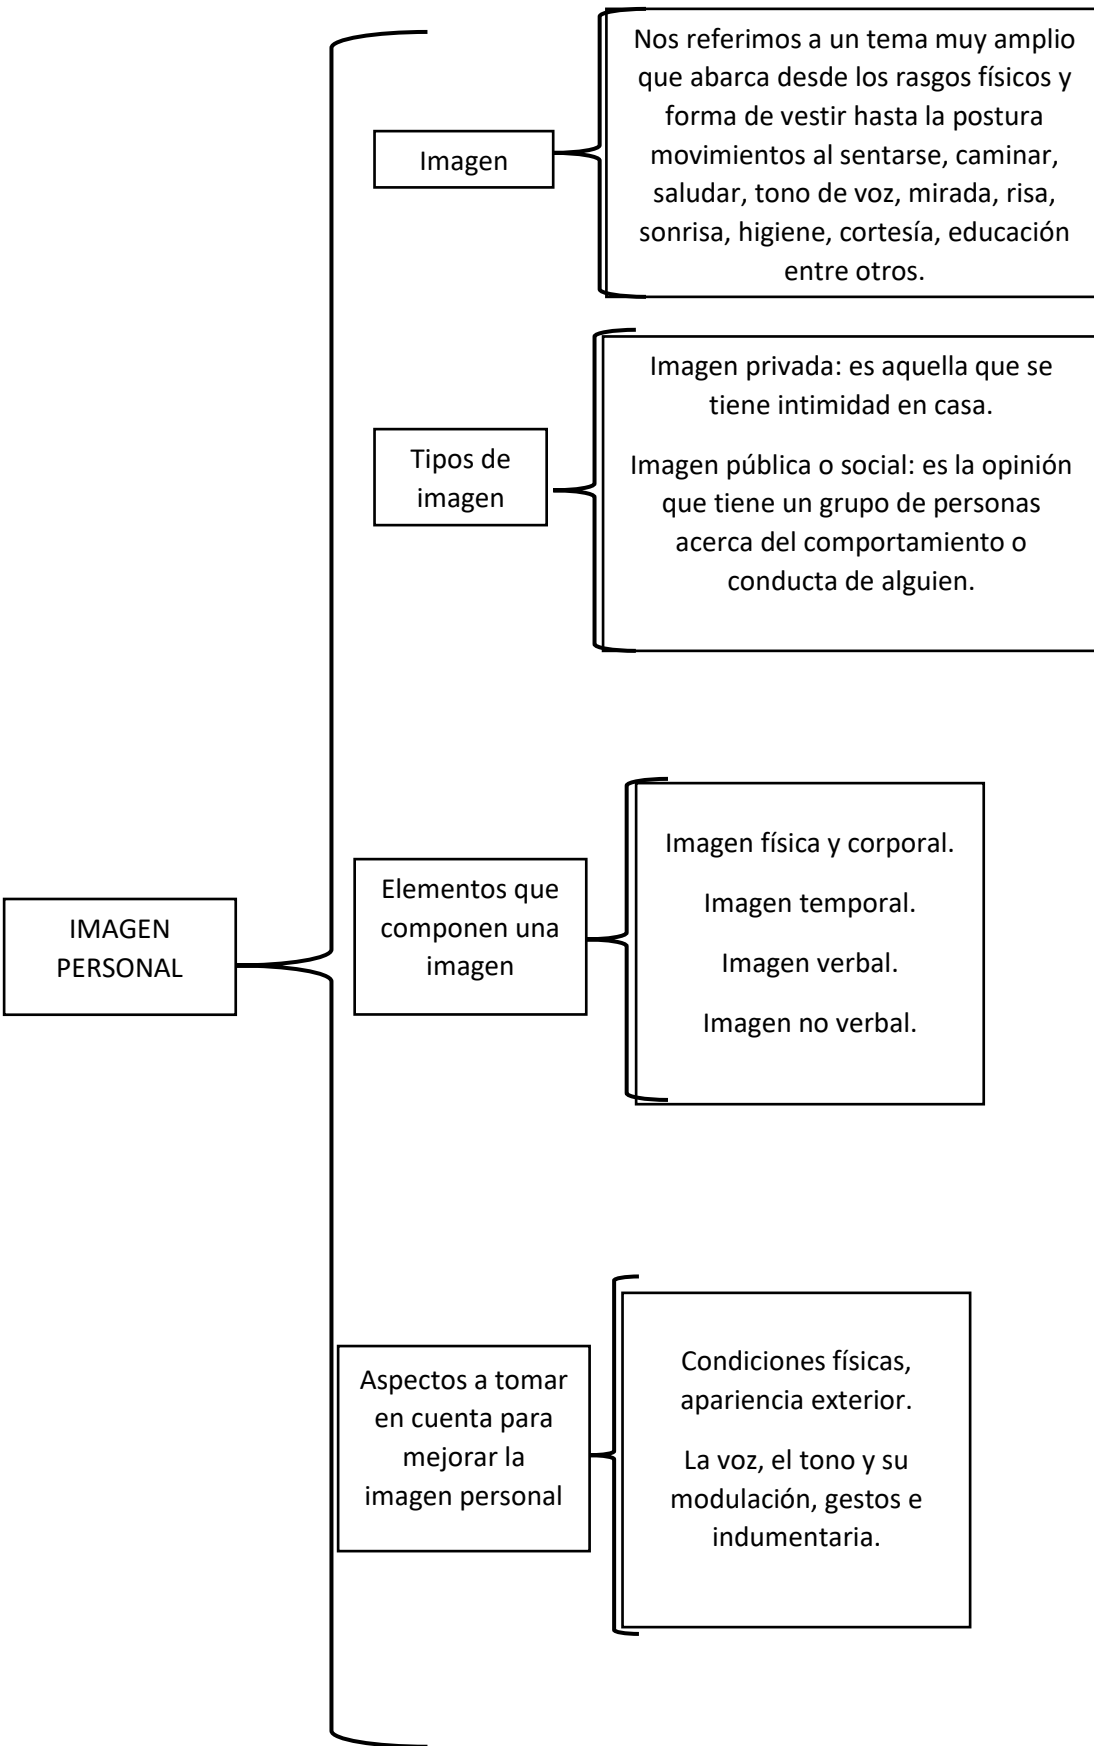 IMAGEN
PERSONAL
Imagen
Nos referimos a un tema muy amplio
que abarca desde los rasgos físicos y
forma de vestir hasta la postura
movimientos al sentarse, caminar,
saludar, tono de voz, mirada, risa,
sonrisa, higiene, cortesía, educación
entre otros.
Tipos de
imagen
Imagen privada: es aquella que se
tiene intimidad en casa.
Imagen pública o social: es la opinión
que tiene un grupo de personas
acerca del comportamiento o
conducta de alguien.
Elementos que
componen una
imagen
Imagen física y corporal.
Imagen temporal.
Imagen verbal.
Imagen no verbal.
Aspectos a tomar
en cuenta para
mejorar la
imagen personal
Condiciones físicas,
apariencia exterior.
La voz, el tono y su
modulación, gestos e
indumentaria.